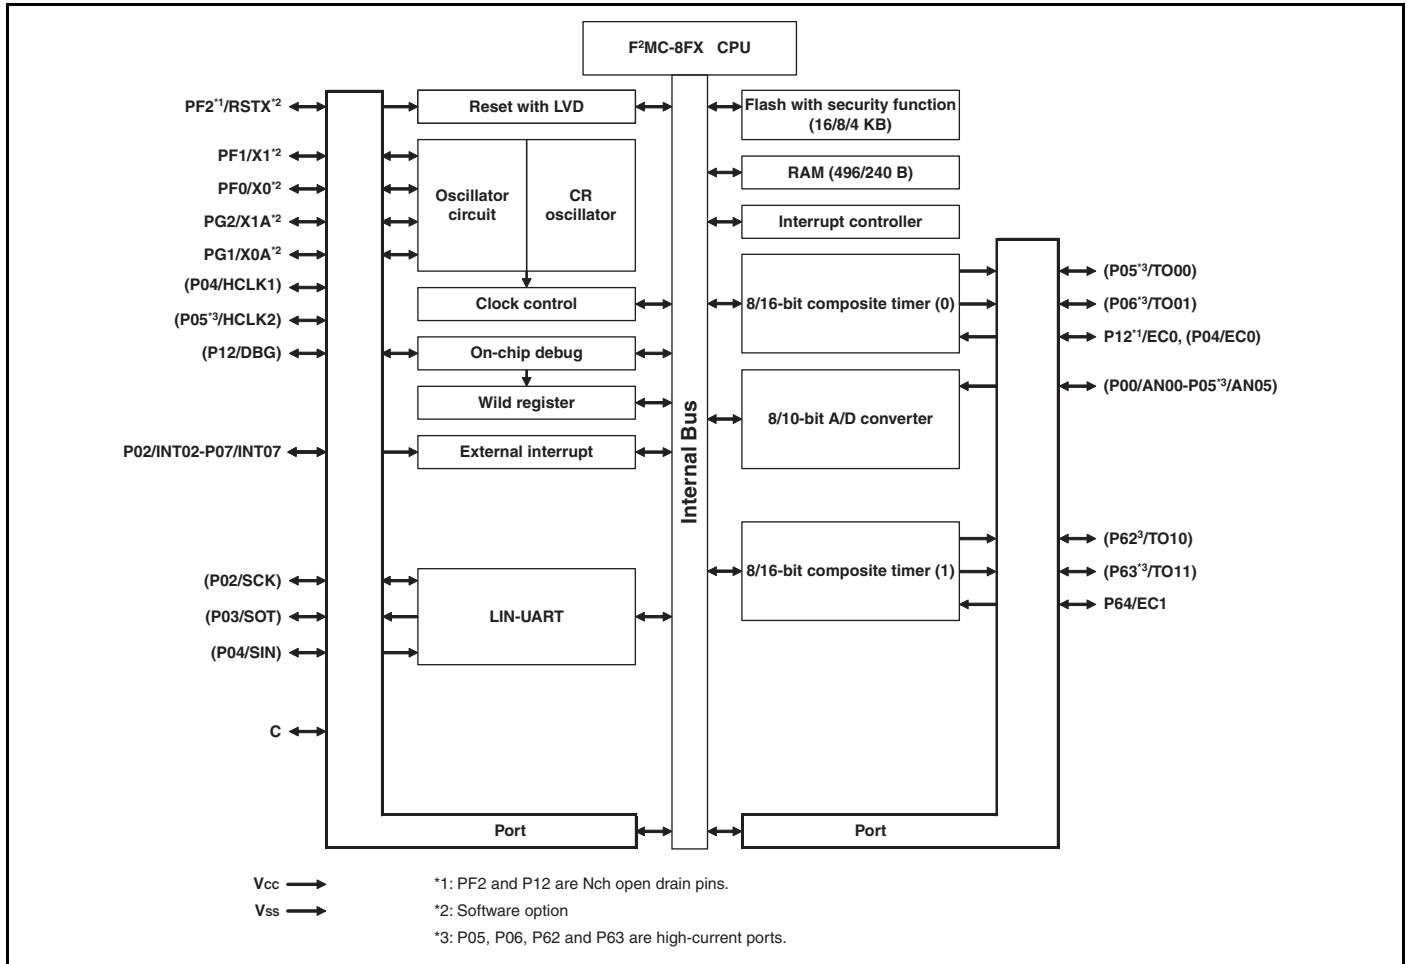 F²MC-8FX CPU
PF2*1/RSTX*2
PF1/X1*2
PF0/X0*2
PG2/X1A*2
PG1/X0A*2
(P04/HCLK1)
(P05*3/HCLK2)
(P12/DBG)
P02/INT02-P07/INT07
(P02/SCK)
(P03/SOT)
(P04/SIN)
C
Reset with LVD
Oscillator
circuit
CR
oscillator
Clock control
On-chip debug
Wild register
External interrupt
LIN-UART
Port
Internal Bus
Flash with security function
(16/8/4 KB)
RAM (496/240 B)
Interrupt controller
8/16-bit composite timer (0)
8/10-bit A/D converter
8/16-bit composite timer (1)
Port
(P05*3/TO00)
(P06*3/TO01)
P12*1/EC0, (P04/EC0)
(P00/AN00-P05*3/AN05)
(P623/TO10)
(P63*3/TO11)
P64/EC1
Vcc
Vss
*1: PF2 and P12 are Nch open drain pins.
*2: Software option
*3: P05, P06, P62 and P63 are high-current ports.